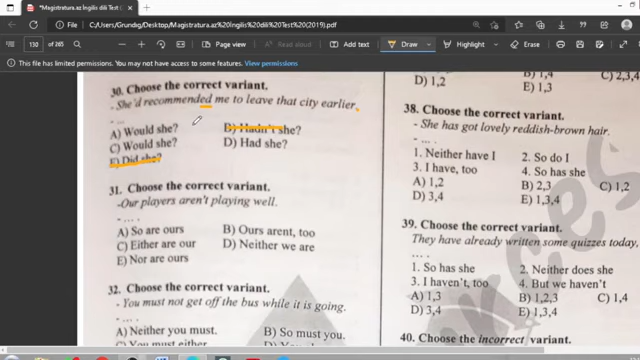 *Magistratura.az İngilis dili Test (
C:/Users/Grundig/Desktop/Magistratura.az%20İngilis%20dili%20Test%20(2019).pdf
File
130 of 265
Page view
Read aloud
Add text
Draw
Highlight
Erase
This file has limited permissions. You may not have access to some features. View permissions
30. Choose the correct variant.
- She'd recommended me to leave that city earlier.
- ... .
A) Would she? B) Hadn't she?
C) Would she? D) Had she?
E) Did she?
31. Choose the correct variant.
-Our players aren't playing well.
- ... .
A) So are ours B) Ours arent, too
C) Either are our D) Neither we are
E) Nor are ours
32. Choose the correct variant.
- You must not get off the bus while it is going.
- ... .
A) Neither you must. B) So must you.
C) You must either
D) 1,2
B) 1,4 C) 2,3,4
E) 1,3
38. Choose the correct variant.
- She has got lovely reddish-brown hair.
- ... .
1. Neither have I 2. So do I
3. I have, too 4. So has she
A) 1,2 B) 2,3 C) 1,2
D) 3,4 E) 1,3,4
39. Choose the correct variant.
They have already written some quizzes today.
... .
1. So has she 2. Neither does she
3. I haven't, too 4. But we haven't
A) 1,3 B) 1,2,3 C) 1,4
D) 3,4 E) 1,3,4
40. Choose the incorrect variant.